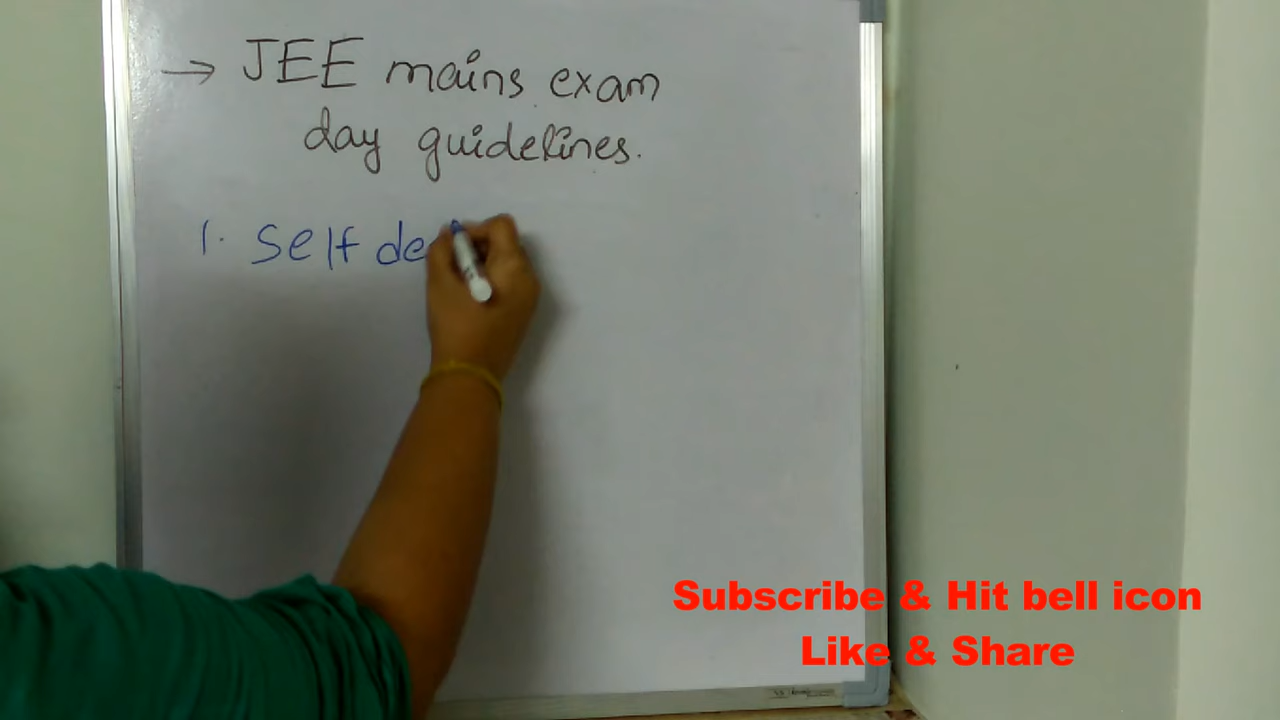 → JEE mains exam
day guidelines.
1. Self de
Subscribe & Hit bell icon
Like & Share